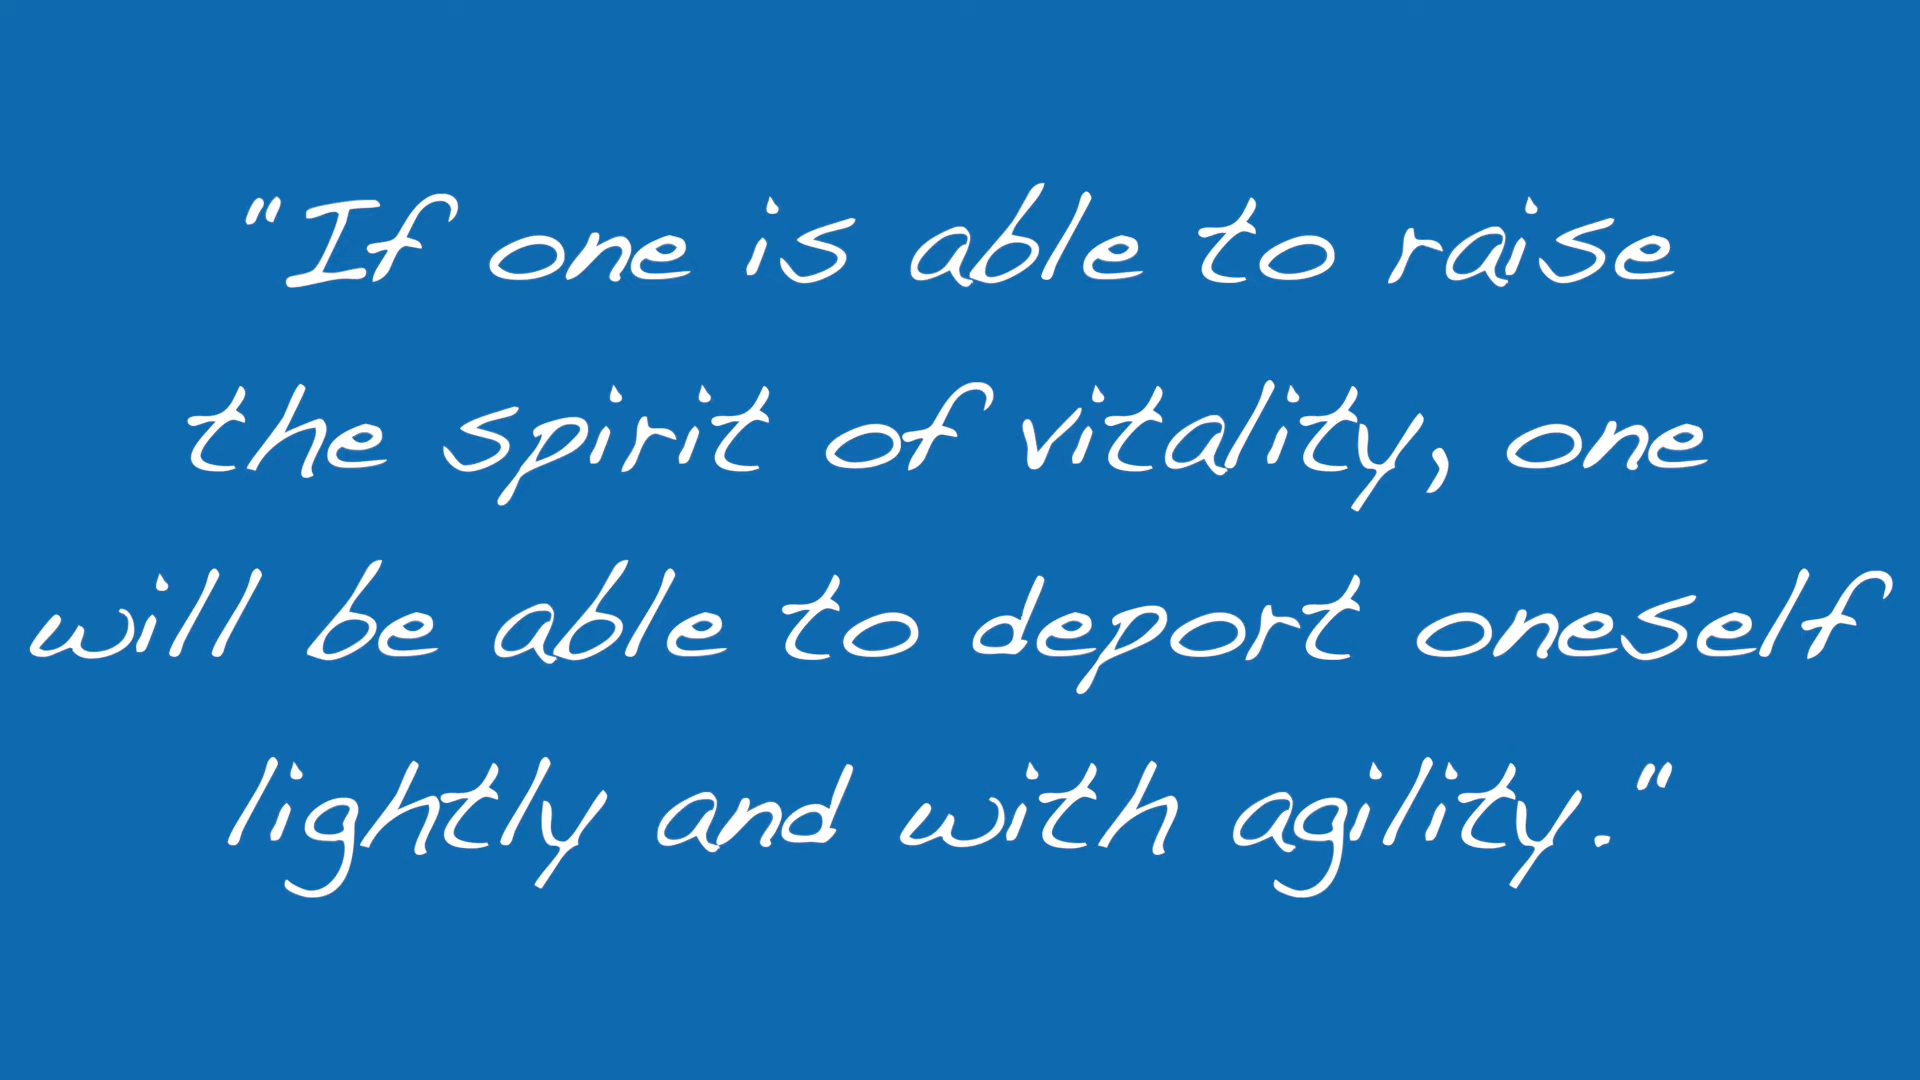 "If one is able to raise
the spirit of vitality, one
will be able to deport oneself
lightly and with agility."